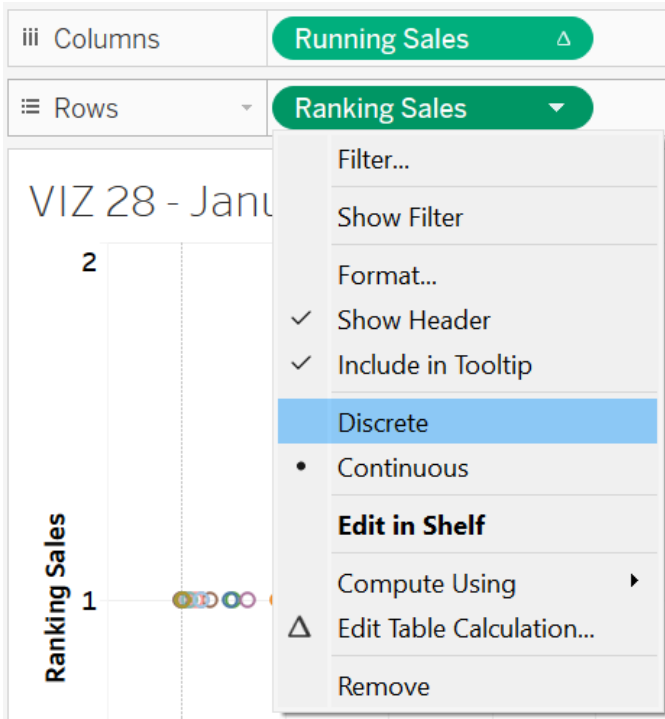 Columns
Running Sales
Rows
Ranking Sales
Filter...
VIZ 28 - Janu
Show Filter
2
Format...
Show Header
Include in Tooltip
Discrete
Continuous
Edit in Shelf
Ranking Sales
Compute Using
1
Edit Table Calculation...
Remove